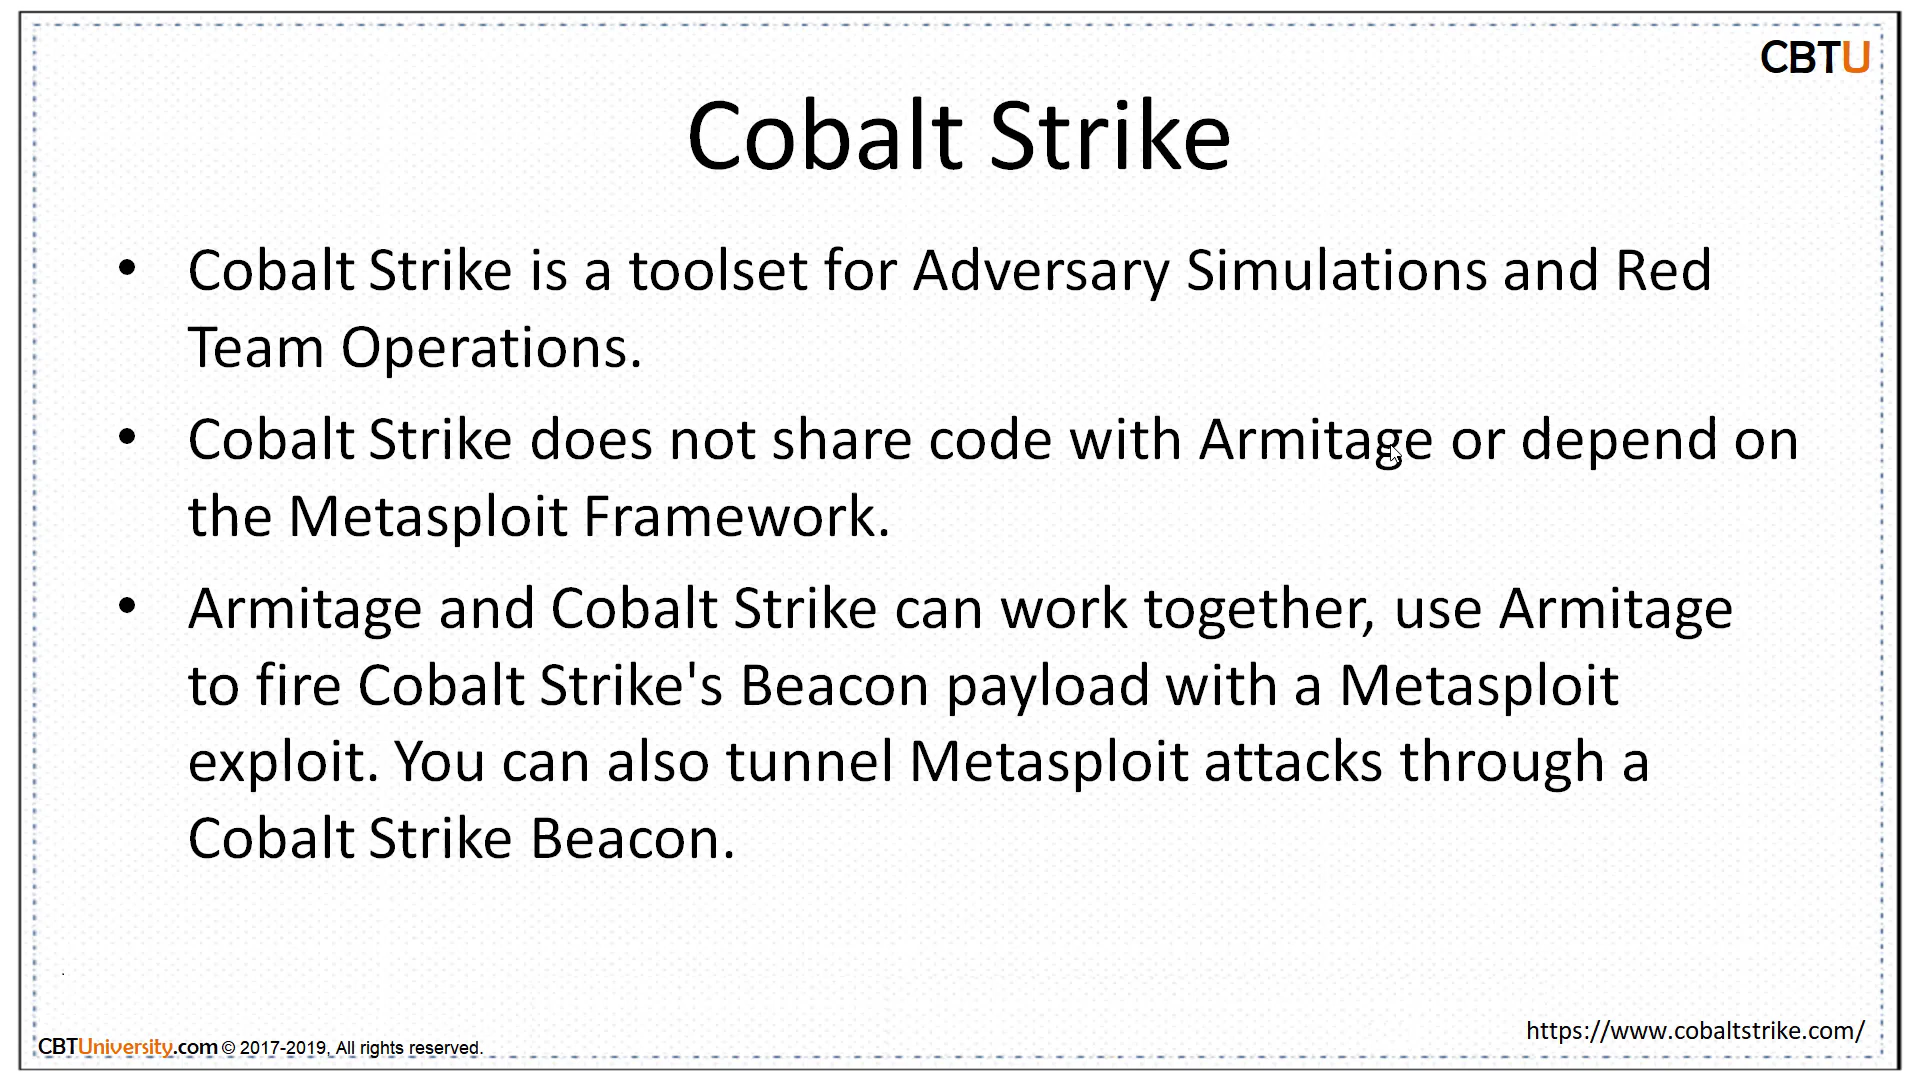 CBTU
Cobalt Strike
• Cobalt Strike is a toolset for Adversary Simulations and Red
Team Operations.
• Cobalt Strike does not share code with Armitage or depend on
the Metasploit Framework.
• Armitage and Cobalt Strike can work together, use Armitage
to fire Cobalt Strike's Beacon payload with a Metasploit
exploit. You can also tunnel Metasploit attacks through a
Cobalt Strike Beacon.
.
https://www.cobaltstrike.com/
CBTUniversity.com © 2017-2019, All rights reserved.